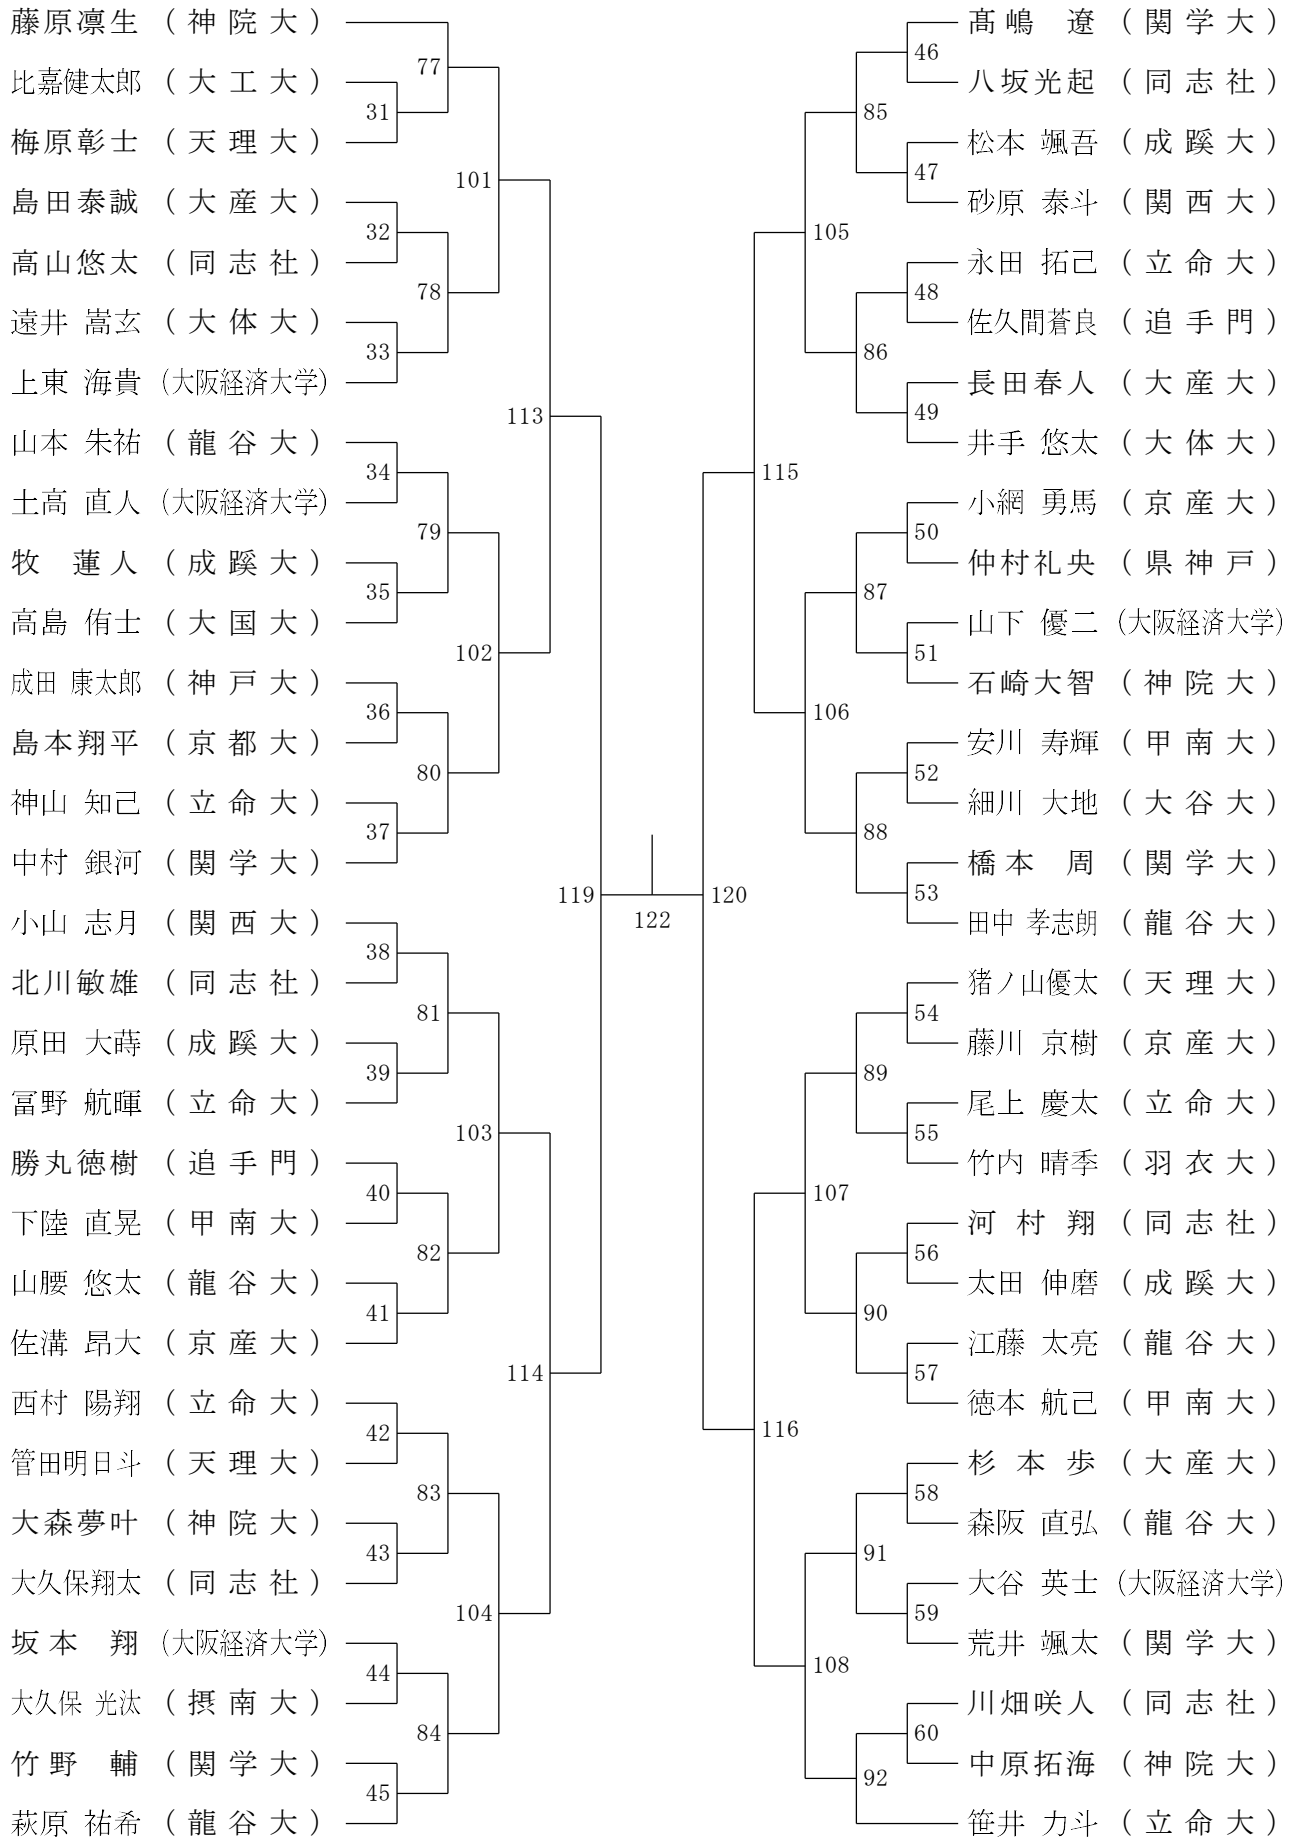 藤原凛生 （神院大）
77
比嘉健太郎 （大工大）
31
梅原彰士 （天理大）
101
島田泰誠 （大産大）
32
高山悠太 （同志社）
78
遠井 嵩玄 （大体大）
33
上東 海貴 （大阪経済大学）
113
山本 朱祐 （龍谷大）
34
土高 直人 （大阪経済大学）
79
牧 蓮人 （成蹊大）
35
高島 侑士 （大国大）
102
成田 康太郎 （神戸大）
36
島本翔平 （京都大）
80
神山 知己 （立命大）
37
中村 銀河 （関学大）
119
小山 志月 （関西大）
38
北川敏雄 （同志社）
81
原田 大蒔 （成蹊大）
39
冨野 航暉 （立命大）
103
勝丸徳樹 （追手門）
40
下陸 直晃 （甲南大）
82
山腰 悠太 （龍谷大）
41
佐溝 昂大 （京産大）
114
西村 陽翔 （立命大）
42
管田明日斗 （天理大）
83
大森夢叶 （神院大）
43
大久保翔太 （同志社）
104
坂本 翔 （大阪経済大学）
44
大久保 光汰 （摂南大）
84
竹野 輔 （関学大）
45
萩原 祐希 （龍谷大）
122
髙嶋 遼 （関学大）
46
八坂光起 （同志社）
85
松本 颯吾 （成蹊大）
47
砂原 泰斗 （関西大）
105
永田 拓己 （立命大）
48
佐久間蒼良 （追手門）
86
長田春人 （大産大）
49
井手 悠太 （大体大）
115
小網 勇馬 （京産大）
50
仲村礼央 （県神戸）
87
山下 優二 （大阪経済大学）
51
石崎大智 （神院大）
106
安川 寿輝 （甲南大）
52
細川 大地 （大谷大）
88
橋本 周 （関学大）
53
田中 孝志朗 （龍谷大）
120
猪ノ山優太 （天理大）
54
藤川 京樹 （京産大）
89
尾上 慶太 （立命大）
55
竹内 晴季 （羽衣大）
107
河村翔 （同志社）
56
太田 伸磨 （成蹊大）
90
江藤 太亮 （龍谷大）
57
徳本 航己 （甲南大）
116
杉本歩 （大産大）
58
森阪 直弘 （龍谷大）
91
大谷 英士 （大阪経済大学）
59
荒井 颯太 （関学大）
108
川畑咲人 （同志社）
60
中原拓海 （神院大）
92
笹井 力斗 （立命大）